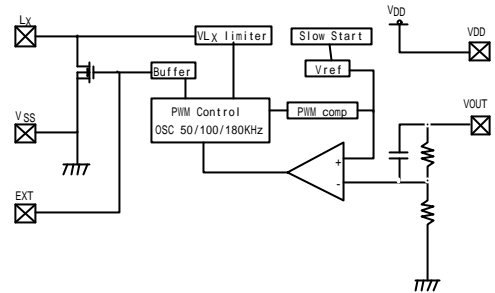 LX
VLX limiter
Slow Start
VDD
VDD
Buffer
Vref
VSS
PWM Control
OSC 50/100/180KHz
PWM comp
VOUT
+
-
EXT